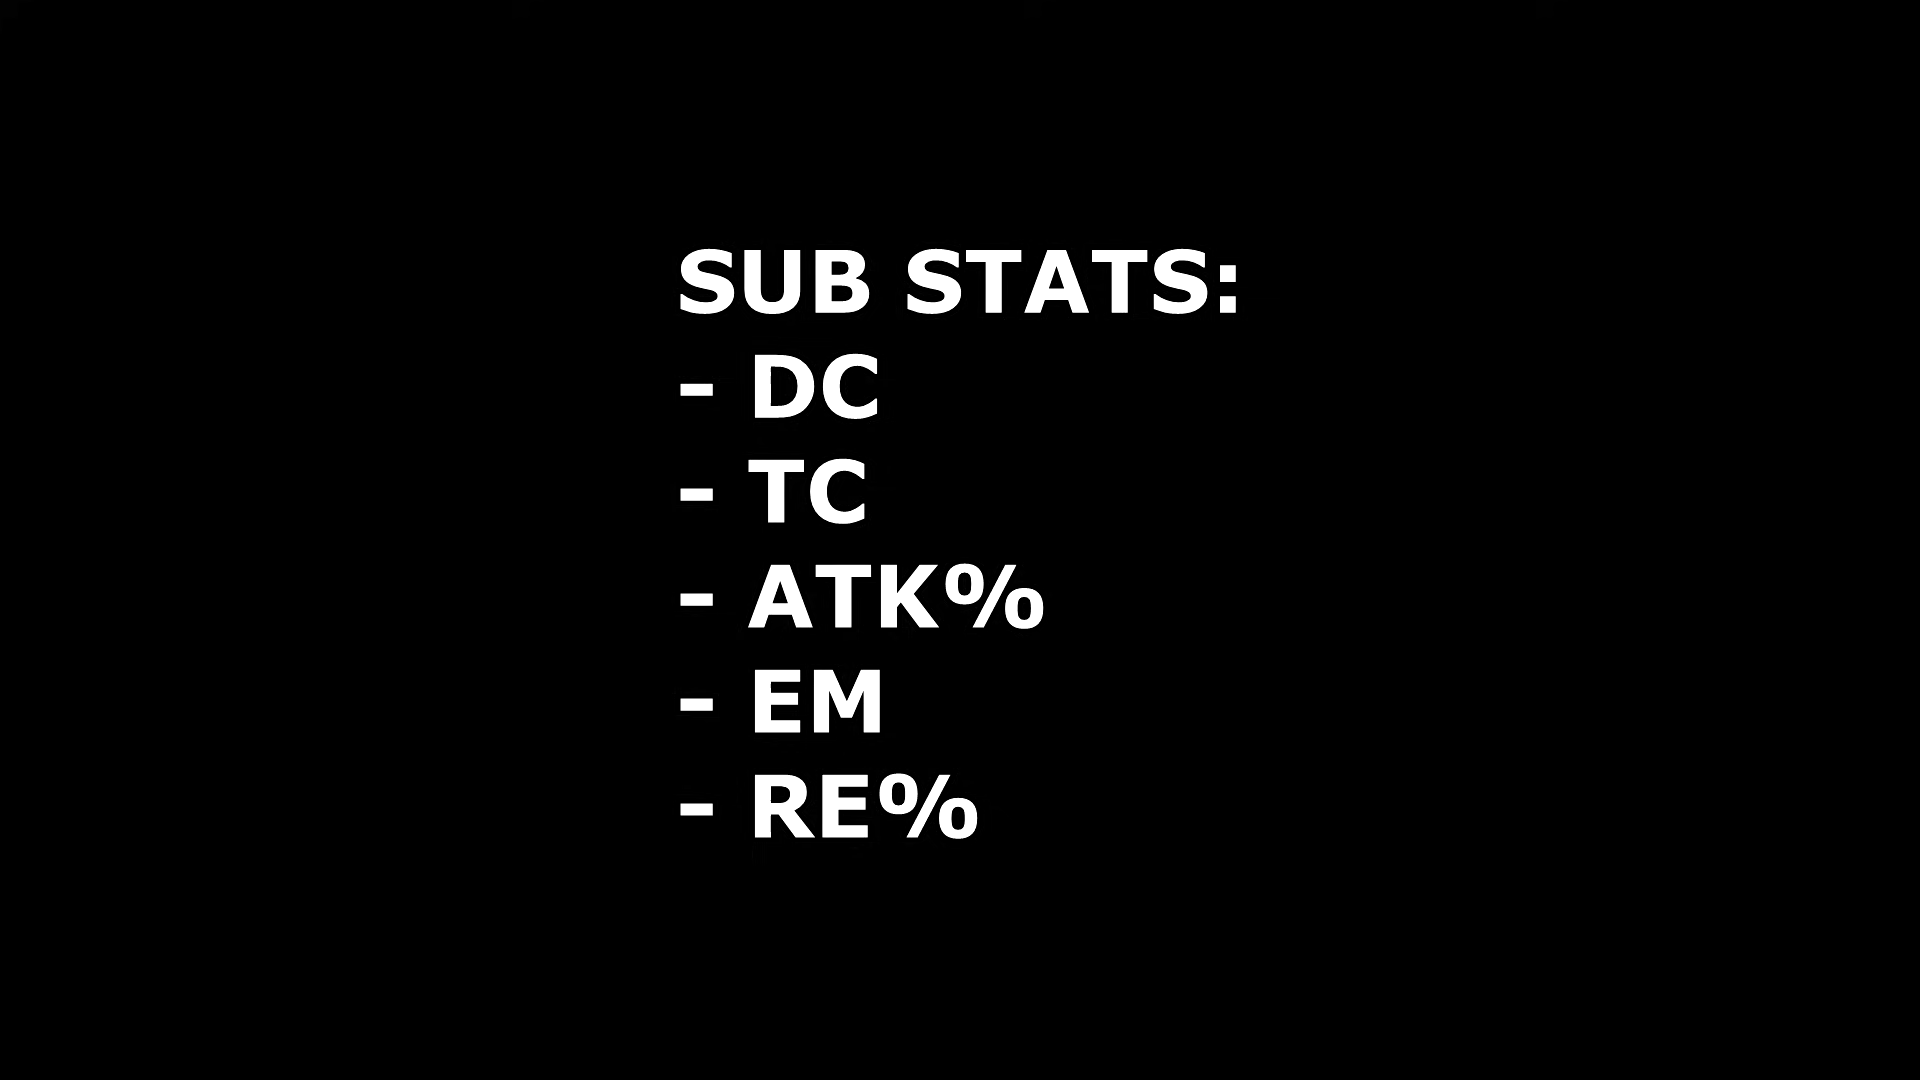 SUB STATS:
- DC
- TC
- ATK%
- EM
- RE%